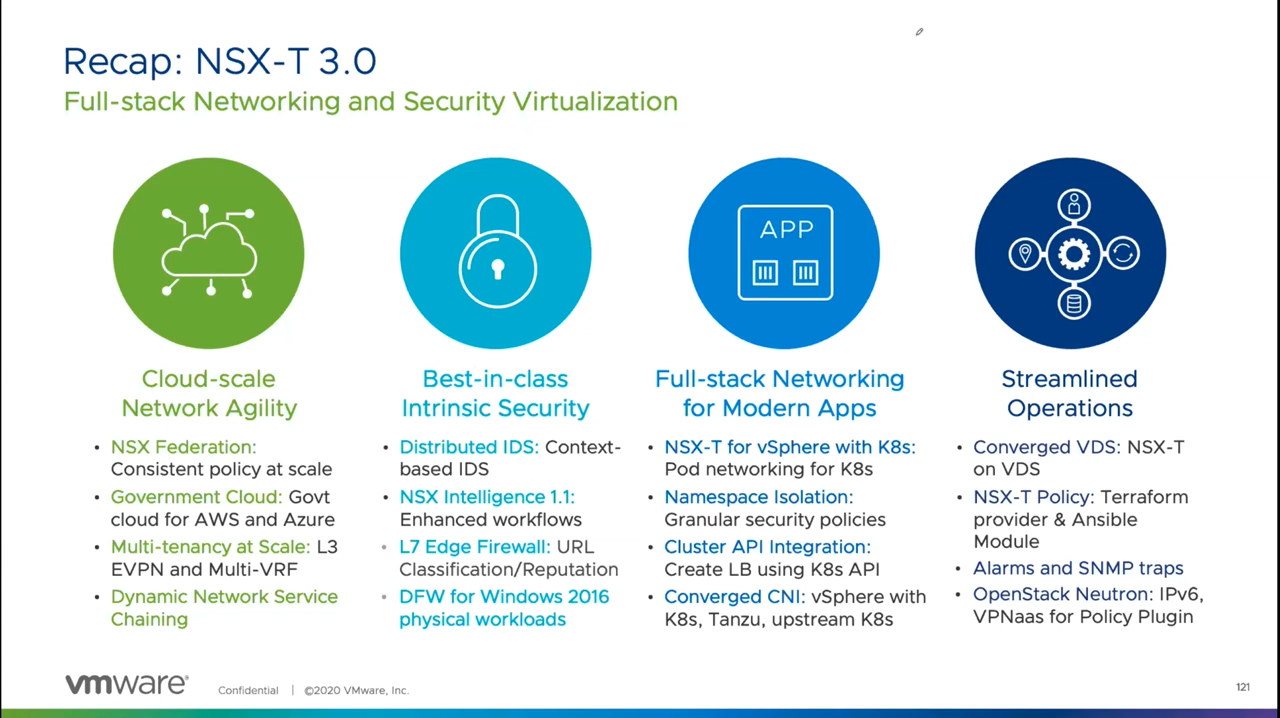 Recap: NSX-T 3.0
Full-stack Networking and Security Virtualization
APP
Cloud-scale
Network Agility
• NSX Federation:
Consistent policy at scale
• Government Cloud: Govt
cloud for AWS and Azure
• Multi-tenancy at Scale: L3
EVPN and Multi-VRF
• Dynamic Network Service
Chaining
Best-in-class
Intrinsic Security
• Distributed IDS: Context-
based IDS
• NSX Intelligence 1.1:
Enhanced workflows
• L7 Edge Firewall: URL
Classification/Reputation
• DFW for Windows 2016
physical workloads
Full-stack Networking
for Modern Apps
• NSX-T for vSphere with K8s:
Pod networking for K8s
• Namespace Isolation:
Granular security policies
• Cluster API Integration:
Create LB using K8s API
• Converged CNI: vSphere with
K8s, Tanzu, upstream K8s
Streamlined
Operations
• Converged VDS: NSX-T
on VDS
• NSX-T Policy: Terraform
provider & Ansible
Module
• Alarms and SNMP traps
• OpenStack Neutron: IPv6,
VPNaas for Policy Plugin
vmware®
Confidential | ©2020 VMware, Inc.
121